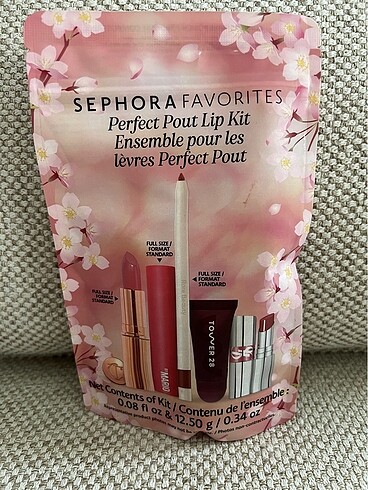 SEPHORA FAVORITES
Perfect Pout Lip Kit
Ensemble pour les
lèvres Perfect Pout
FULL SIZE /
FORMAT
STANDARD
FULL SIZE /
FORMAT
STANDARD
FULL SIZE /
FORMAT
STANDARD
MARIO
TOWER 28
SR
Net Contents of Kit / Contenu de l'ensemble :
0.08 fl oz & 12.50 g / 0.34 oz